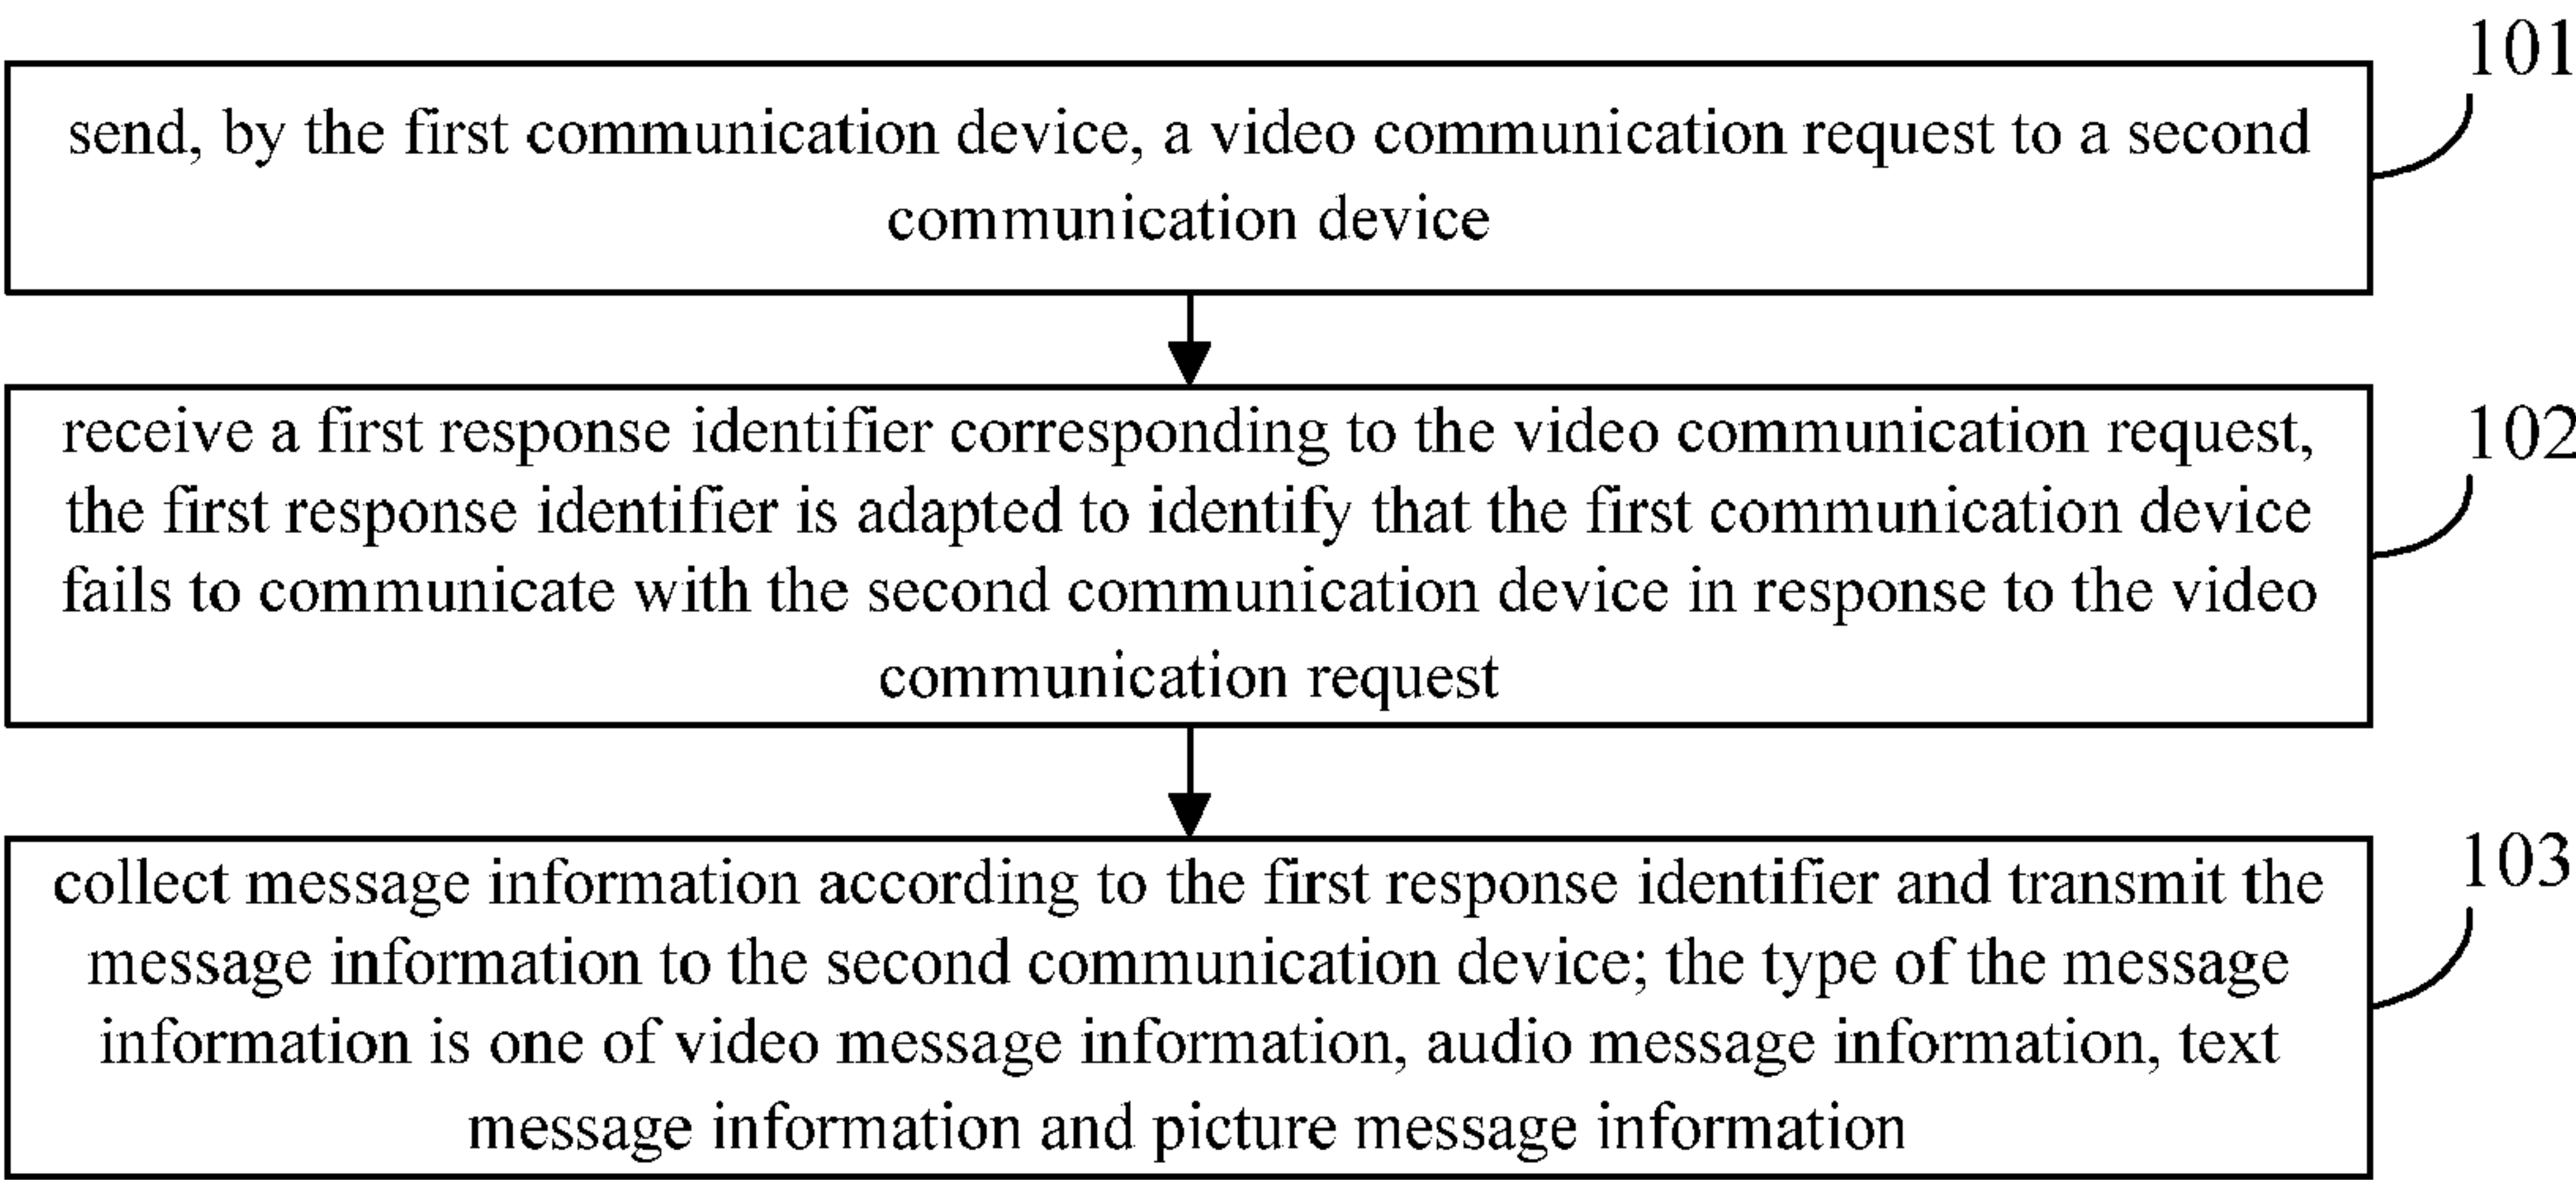 101
send, by the first communication device, a video communication request to a second
communication device
102
receive a first response identifier corresponding to the video communication request,
the first response identifier is adapted to identify that the first communication device
fails to communicate with the second communication device in response to the video
communication request
103
collect message information according to the first response identifier and transmit the
message information to the second communication device; the type of the message
information is one of video message information, audio message information, text
message information and picture message information